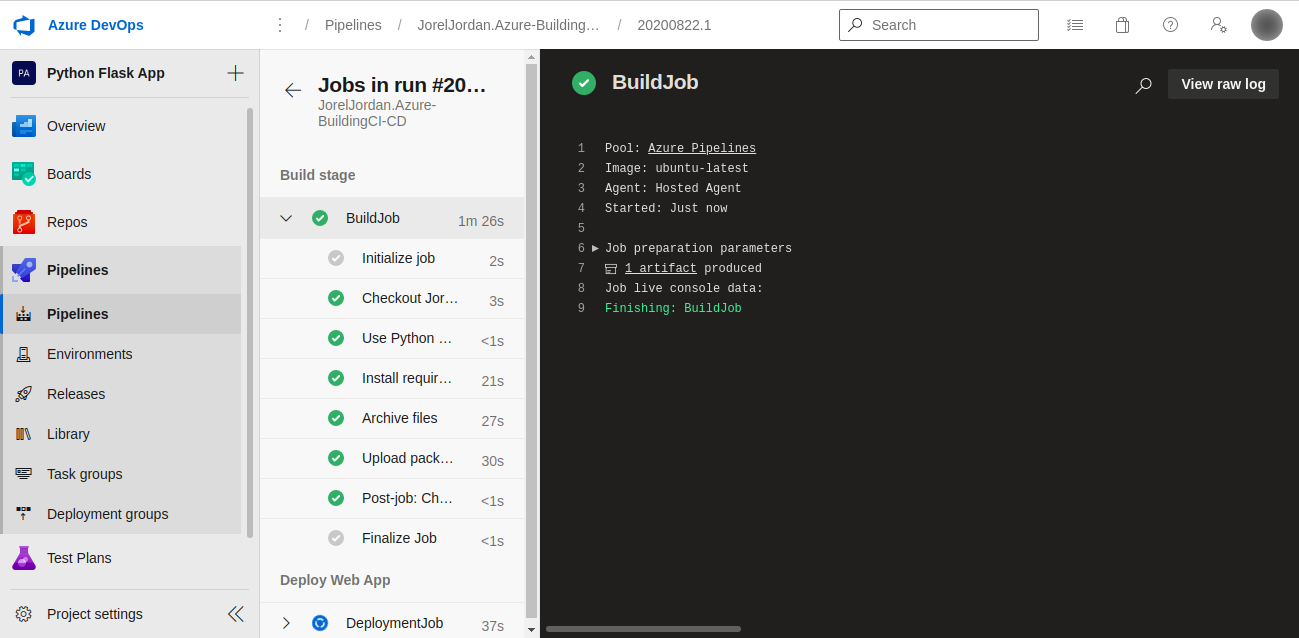 Azure DevOps
/ Pipelines / JorelJordan.Azure-Building… / 20200822.1
Search
PA Python Flask App
Overview
Boards
Repos
Pipelines
Pipelines
Environments
Releases
Library
Task groups
Deployment groups
Test Plans
Project settings
Jobs in run #20…
JorelJordan.Azure-
BuildingCI-CD
Build stage
BuildJob 1m 26s
Initialize job 2s
Checkout Jor… 3s
Use Python … <1s
Install requir… 21s
Archive files 27s
Upload pack… 30s
Post-job: Ch… <1s
Finalize Job <1s
Deploy Web App
DeploymentJob 37s
BuildJob
View raw log
1 Pool: Azure Pipelines
2 Image: ubuntu-latest
3 Agent: Hosted Agent
4 Started: Just now
5
6 Job preparation parameters
7 1 artifact produced
8 Job live console data:
9 Finishing: BuildJob